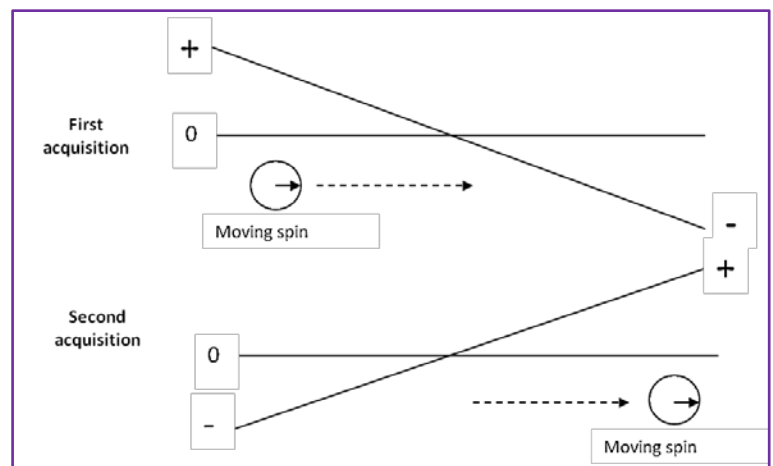 +
First
acquisition
0
Moving spin
-
+
Second
acquisition
0
-
Moving spin